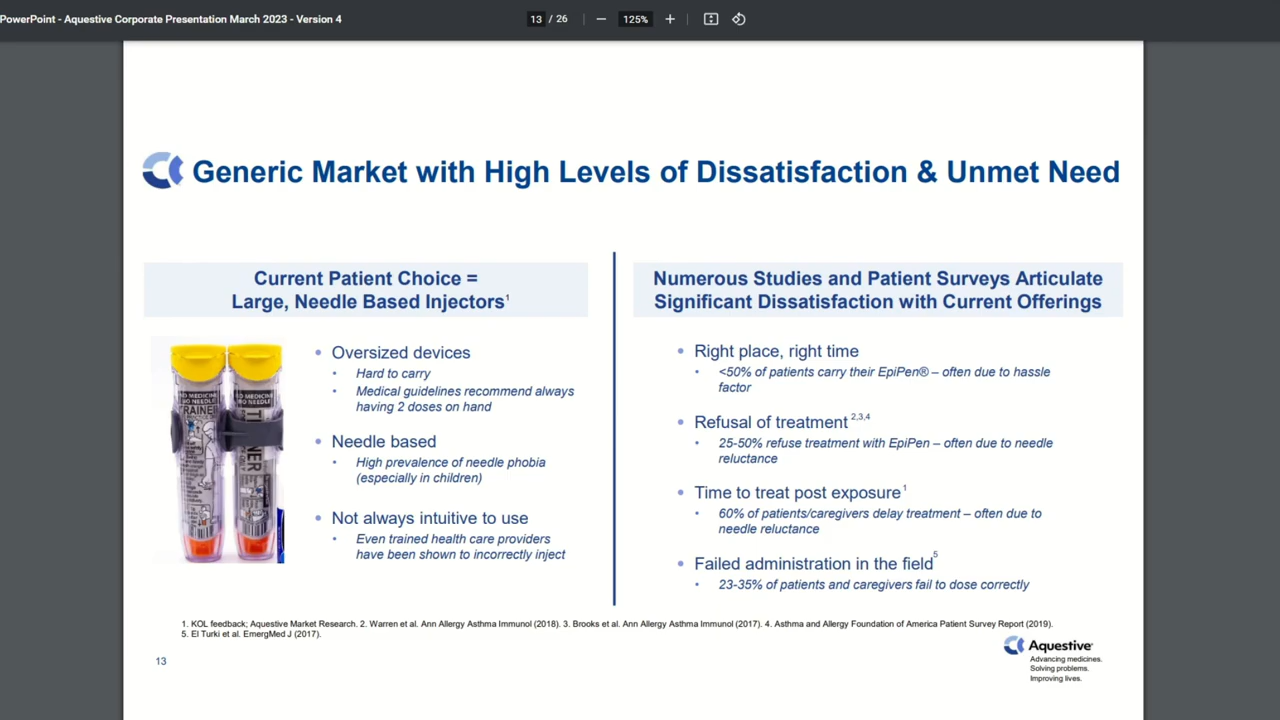 PowerPoint - Aquestive Corporate Presentation March 2023 - Version 4
13 / 26
125%
Generic Market with High Levels of Dissatisfaction & Unmet Need
Current Patient Choice =
Large, Needle Based Injectors1
• Oversized devices
• Hard to carry
• Medical guidelines recommend always
having 2 doses on hand
• Needle based
• High prevalence of needle phobia
(especially in children)
• Not always intuitive to use
• Even trained health care providers
have been shown to incorrectly inject
TRAINER
Numerous Studies and Patient Surveys Articulate
Significant Dissatisfaction with Current Offerings
• Right place, right time
• <50% of patients carry their EpiPen® – often due to hassle
factor
• Refusal of treatment 2,3,4
• 25-50% refuse treatment with EpiPen – often due to needle
reluctance
• Time to treat post exposure 1
• 60% of patients/caregivers delay treatment – often due to
needle reluctance
• Failed administration in the field5
• 23-35% of patients and caregivers fail to dose correctly
1. KOL feedback; Aquestive Market Research. 2. Warren et al. Ann Allergy Asthma Immunol (2018). 3. Brooks et al. Ann Allergy Asthma Immunol (2017). 4. Asthma and Allergy Foundation of America Patient Survey Report (2019).
5. El Turki et al. EmergMed J (2017).
13
Aquestive
Advancing medicines.
Solving problems.
Improving lives.